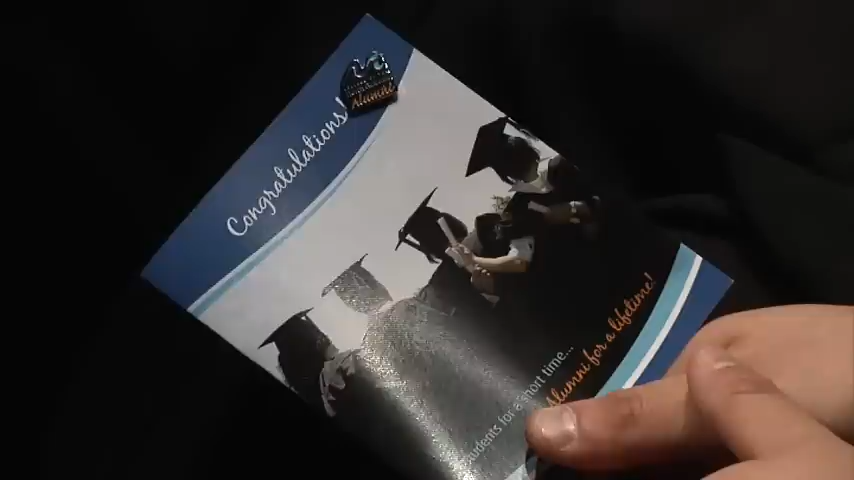 Alumni
Congratulations!
Students for a short time...
Alumni for a lifetime!